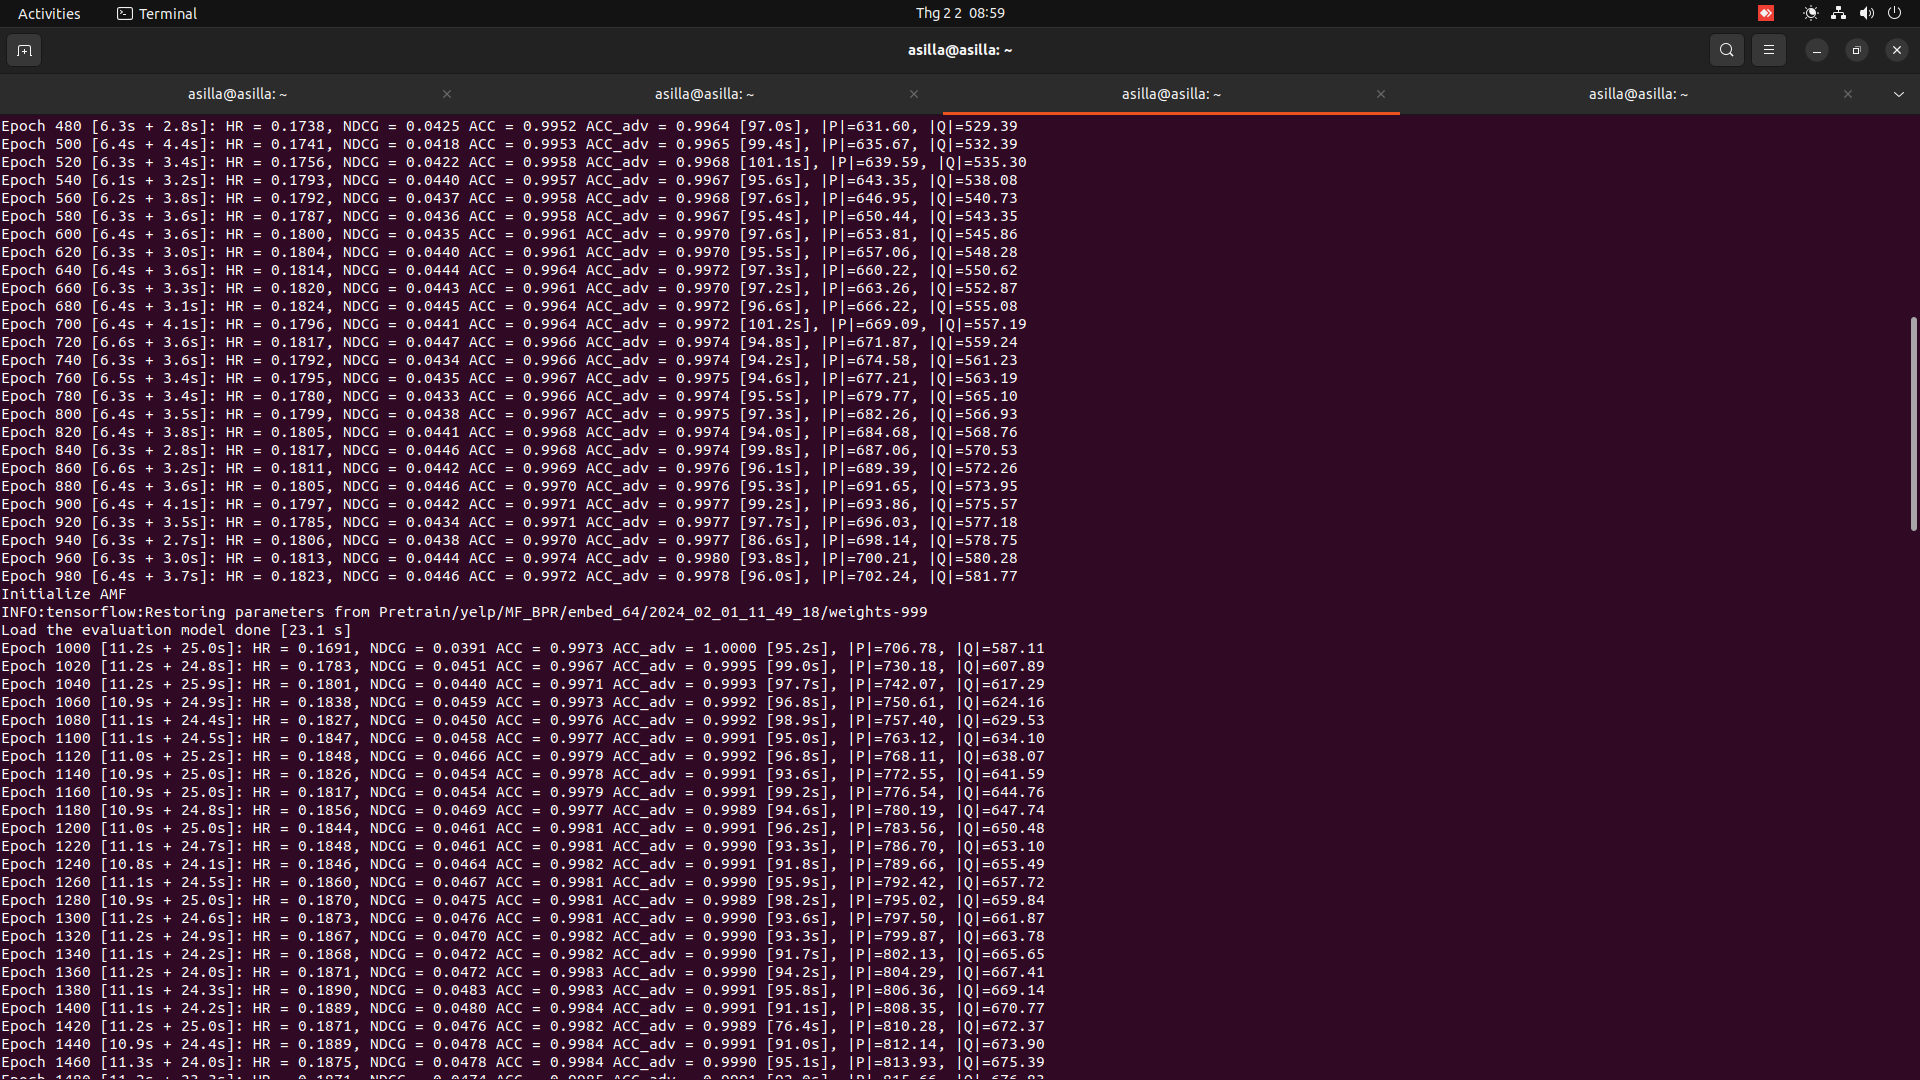 Activities
Terminal
Thg 2 2 08:59
asilla@asilla: ~
asilla@asilla: ~
asilla@asilla: ~
asilla@asilla: ~
asilla@asilla: ~
Epoch 480 [6.3s + 2.8s]: HR = 0.1738, NDCG = 0.0425 ACC = 0.9952 ACC_adv = 0.9964 [97.0s], |P|=631.60, |Q|=529.39
Epoch 500 [6.4s + 4.4s]: HR = 0.1741, NDCG = 0.0418 ACC = 0.9953 ACC_adv = 0.9965 [99.4s], |P|=635.67, |Q|=532.39
Epoch 520 [6.3s + 3.4s]: HR = 0.1756, NDCG = 0.0422 ACC = 0.9958 ACC_adv = 0.9968 [101.1s], |P|=639.59, |Q|=535.30
Epoch 540 [6.1s + 3.2s]: HR = 0.1793, NDCG = 0.0440 ACC = 0.9957 ACC_adv = 0.9967 [95.6s], |P|=643.35, |Q|=538.08
Epoch 560 [6.2s + 3.8s]: HR = 0.1792, NDCG = 0.0437 ACC = 0.9958 ACC_adv = 0.9968 [97.6s], |P|=646.95, |Q|=540.73
Epoch 580 [6.3s + 3.6s]: HR = 0.1787, NDCG = 0.0436 ACC = 0.9958 ACC_adv = 0.9967 [95.4s], |P|=650.44, |Q|=543.35
Epoch 600 [6.4s + 3.6s]: HR = 0.1800, NDCG = 0.0435 ACC = 0.9961 ACC_adv = 0.9970 [97.6s], |P|=653.81, |Q|=545.86
Epoch 620 [6.3s + 3.0s]: HR = 0.1804, NDCG = 0.0440 ACC = 0.9961 ACC_adv = 0.9970 [95.5s], |P|=657.06, |Q|=548.28
Epoch 640 [6.4s + 3.6s]: HR = 0.1814, NDCG = 0.0444 ACC = 0.9964 ACC_adv = 0.9972 [97.3s], |P|=660.22, |Q|=550.62
Epoch 660 [6.3s + 3.3s]: HR = 0.1820, NDCG = 0.0443 ACC = 0.9961 ACC_adv = 0.9970 [97.2s], |P|=663.26, |Q|=552.87
Epoch 680 [6.4s + 3.1s]: HR = 0.1824, NDCG = 0.0445 ACC = 0.9964 ACC_adv = 0.9972 [96.6s], |P|=666.22, |Q|=555.08
Epoch 700 [6.4s + 4.1s]: HR = 0.1796, NDCG = 0.0441 ACC = 0.9964 ACC_adv = 0.9972 [101.2s], |P|=669.09, |Q|=557.19
Epoch 720 [6.6s + 3.6s]: HR = 0.1817, NDCG = 0.0447 ACC = 0.9966 ACC_adv = 0.9974 [94.8s], |P|=671.87, |Q|=559.24
Epoch 740 [6.3s + 3.6s]: HR = 0.1792, NDCG = 0.0434 ACC = 0.9966 ACC_adv = 0.9974 [94.2s], |P|=674.58, |Q|=561.23
Epoch 760 [6.5s + 3.4s]: HR = 0.1795, NDCG = 0.0435 ACC = 0.9967 ACC_adv = 0.9975 [94.6s], |P|=677.21, |Q|=563.19
Epoch 780 [6.3s + 3.4s]: HR = 0.1780, NDCG = 0.0433 ACC = 0.9966 ACC_adv = 0.9974 [95.5s], |P|=679.77, |Q|=565.10
Epoch 800 [6.4s + 3.5s]: HR = 0.1799, NDCG = 0.0438 ACC = 0.9967 ACC_adv = 0.9975 [97.3s], |P|=682.26, |Q|=566.93
Epoch 820 [6.4s + 3.8s]: HR = 0.1805, NDCG = 0.0441 ACC = 0.9968 ACC_adv = 0.9974 [94.0s], |P|=684.68, |Q|=568.76
Epoch 840 [6.3s + 2.8s]: HR = 0.1817, NDCG = 0.0446 ACC = 0.9968 ACC_adv = 0.9974 [99.8s], |P|=687.06, |Q|=570.53
Epoch 860 [6.6s + 3.2s]: HR = 0.1811, NDCG = 0.0442 ACC = 0.9969 ACC_adv = 0.9976 [96.1s], |P|=689.39, |Q|=572.26
Epoch 880 [6.4s + 3.6s]: HR = 0.1805, NDCG = 0.0446 ACC = 0.9970 ACC_adv = 0.9976 [95.3s], |P|=691.65, |Q|=573.95
Epoch 900 [6.4s + 4.1s]: HR = 0.1797, NDCG = 0.0442 ACC = 0.9971 ACC_adv = 0.9977 [99.2s], |P|=693.86, |Q|=575.57
Epoch 920 [6.3s + 3.5s]: HR = 0.1785, NDCG = 0.0434 ACC = 0.9971 ACC_adv = 0.9977 [97.7s], |P|=696.03, |Q|=577.18
Epoch 940 [6.3s + 2.7s]: HR = 0.1806, NDCG = 0.0438 ACC = 0.9970 ACC_adv = 0.9977 [86.6s], |P|=698.14, |Q|=578.75
Epoch 960 [6.3s + 3.0s]: HR = 0.1813, NDCG = 0.0444 ACC = 0.9974 ACC_adv = 0.9980 [93.8s], |P|=700.21, |Q|=580.28
Epoch 980 [6.4s + 3.7s]: HR = 0.1823, NDCG = 0.0446 ACC = 0.9972 ACC_adv = 0.9978 [96.0s], |P|=702.24, |Q|=581.77
Initialize AMF
INFO:tensorflow:Restoring parameters from Pretrain/yelp/MF_BPR/embed_64/2024_02_01_11_49_18/weights-999
Load the evaluation model done [23.1 s]
Epoch 1000 [11.2s + 25.0s]: HR = 0.1691, NDCG = 0.0391 ACC = 0.9973 ACC_adv = 1.0000 [95.2s], |P|=706.78, |Q|=587.11
Epoch 1020 [11.2s + 24.8s]: HR = 0.1783, NDCG = 0.0451 ACC = 0.9967 ACC_adv = 0.9995 [99.0s], |P|=730.18, |Q|=607.89
Epoch 1040 [11.2s + 25.9s]: HR = 0.1801, NDCG = 0.0440 ACC = 0.9971 ACC_adv = 0.9993 [97.7s], |P|=742.07, |Q|=617.29
Epoch 1060 [10.9s + 24.9s]: HR = 0.1838, NDCG = 0.0459 ACC = 0.9973 ACC_adv = 0.9992 [96.8s], |P|=750.61, |Q|=624.16
Epoch 1080 [11.1s + 24.4s]: HR = 0.1827, NDCG = 0.0450 ACC = 0.9976 ACC_adv = 0.9992 [98.9s], |P|=757.40, |Q|=629.53
Epoch 1100 [11.1s + 24.5s]: HR = 0.1847, NDCG = 0.0458 ACC = 0.9977 ACC_adv = 0.9991 [95.0s], |P|=763.12, |Q|=634.10
Epoch 1120 [11.0s + 25.2s]: HR = 0.1848, NDCG = 0.0466 ACC = 0.9979 ACC_adv = 0.9992 [96.8s], |P|=768.11, |Q|=638.07
Epoch 1140 [10.9s + 25.0s]: HR = 0.1826, NDCG = 0.0454 ACC = 0.9978 ACC_adv = 0.9991 [93.6s], |P|=772.55, |Q|=641.59
Epoch 1160 [10.9s + 25.0s]: HR = 0.1817, NDCG = 0.0454 ACC = 0.9979 ACC_adv = 0.9991 [99.2s], |P|=776.54, |Q|=644.76
Epoch 1180 [10.9s + 24.8s]: HR = 0.1856, NDCG = 0.0469 ACC = 0.9977 ACC_adv = 0.9989 [94.6s], |P|=780.19, |Q|=647.74
Epoch 1200 [11.0s + 25.0s]: HR = 0.1844, NDCG = 0.0461 ACC = 0.9981 ACC_adv = 0.9991 [96.2s], |P|=783.56, |Q|=650.48
Epoch 1220 [11.1s + 24.7s]: HR = 0.1848, NDCG = 0.0461 ACC = 0.9981 ACC_adv = 0.9990 [93.3s], |P|=786.70, |Q|=653.10
Epoch 1240 [10.8s + 24.1s]: HR = 0.1846, NDCG = 0.0464 ACC = 0.9982 ACC_adv = 0.9991 [91.8s], |P|=789.66, |Q|=655.49
Epoch 1260 [11.1s + 24.5s]: HR = 0.1860, NDCG = 0.0467 ACC = 0.9981 ACC_adv = 0.9990 [95.9s], |P|=792.42, |Q|=657.72
Epoch 1280 [10.9s + 25.0s]: HR = 0.1870, NDCG = 0.0475 ACC = 0.9981 ACC_adv = 0.9989 [98.2s], |P|=795.02, |Q|=659.84
Epoch 1300 [11.2s + 24.6s]: HR = 0.1873, NDCG = 0.0476 ACC = 0.9981 ACC_adv = 0.9990 [93.6s], |P|=797.50, |Q|=661.87
Epoch 1320 [11.2s + 24.9s]: HR = 0.1867, NDCG = 0.0470 ACC = 0.9982 ACC_adv = 0.9990 [93.3s], |P|=799.87, |Q|=663.78
Epoch 1340 [11.1s + 24.2s]: HR = 0.1868, NDCG = 0.0472 ACC = 0.9982 ACC_adv = 0.9990 [91.7s], |P|=802.13, |Q|=665.65
Epoch 1360 [11.2s + 24.0s]: HR = 0.1871, NDCG = 0.0472 ACC = 0.9983 ACC_adv = 0.9990 [94.2s], |P|=804.29, |Q|=667.41
Epoch 1380 [11.1s + 24.3s]: HR = 0.1890, NDCG = 0.0483 ACC = 0.9983 ACC_adv = 0.9991 [95.8s], |P|=806.36, |Q|=669.14
Epoch 1400 [11.1s + 24.2s]: HR = 0.1889, NDCG = 0.0480 ACC = 0.9984 ACC_adv = 0.9991 [91.1s], |P|=808.35, |Q|=670.77
Epoch 1420 [11.2s + 25.0s]: HR = 0.1871, NDCG = 0.0476 ACC = 0.9982 ACC_adv = 0.9989 [76.4s], |P|=810.28, |Q|=672.37
Epoch 1440 [10.9s + 24.4s]: HR = 0.1889, NDCG = 0.0478 ACC = 0.9984 ACC_adv = 0.9991 [91.0s], |P|=812.14, |Q|=673.90
Epoch 1460 [11.3s + 24.0s]: HR = 0.1875, NDCG = 0.0478 ACC = 0.9984 ACC_adv = 0.9990 [95.1s], |P|=813.93, |Q|=675.39